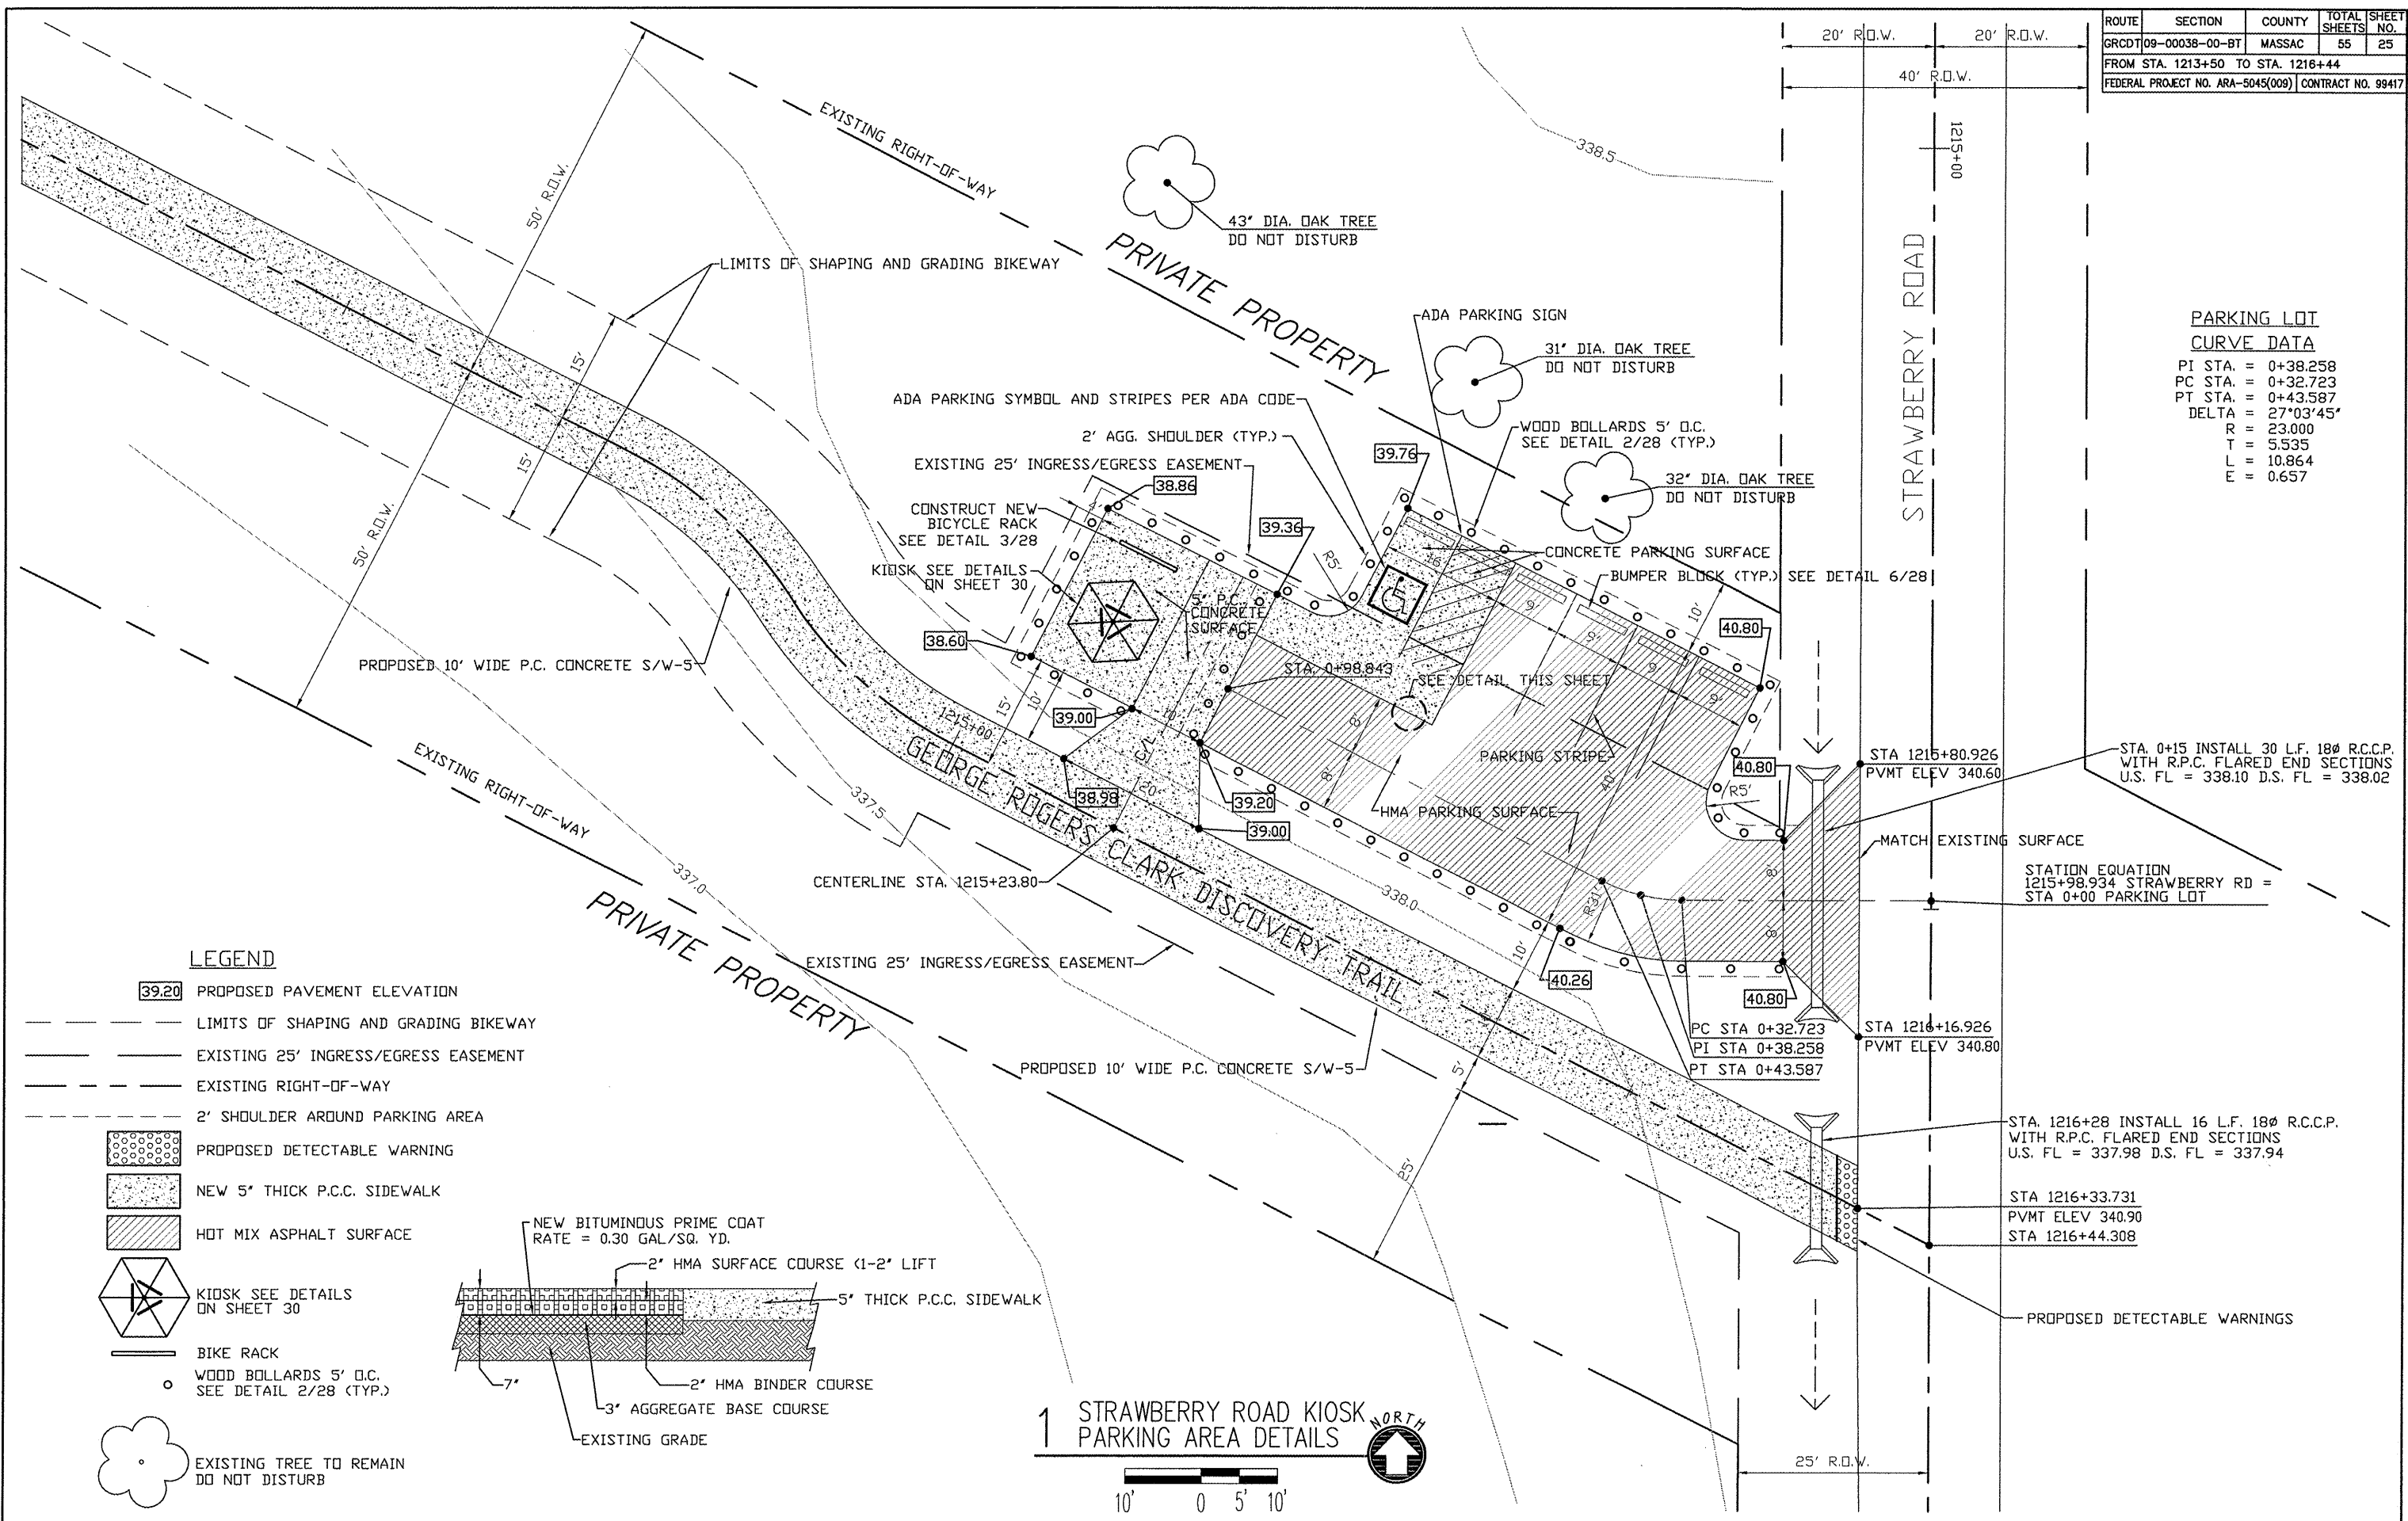 ROUTE SECTION COUNTY TOTAL SHEETS SHEET NO.
GRCDT 09-00038-00-BT MASSAC 55 25
FROM STA. 1213+50 TO STA. 1216+44
FEDERAL PROJECT NO. ARA-5045(009) CONTRACT NO. 99417
20' R.O.W. 20' R.O.W.
40' R.O.W.
1215+00
STRAWBERRY ROAD
338.5
EXISTING RIGHT-OF-WAY
50' R.O.W.
43" DIA. OAK TREE
DO NOT DISTURB
PRIVATE PROPERTY
LIMITS OF SHAPING AND GRADING BIKEWAY
15'
15'
50' R.O.W.
ADA PARKING SIGN
31" DIA. OAK TREE
DO NOT DISTURB
ADA PARKING SYMBOL AND STRIPES PER ADA CODE
2' AGG. SHOULDER (TYP.)
WOOD BOLLARDS 5' O.C.
SEE DETAIL 2/28 (TYP.)
EXISTING 25' INGRESS/EGRESS EASEMENT
39.76
38.86
32" DIA. OAK TREE
DO NOT DISTURB
CONSTRUCT NEW
BICYCLE RACK
SEE DETAIL 3/28
39.36
R5'
CONCRETE PARKING SURFACE
16'
KIOSK SEE DETAILS
ON SHEET 30
BUMPER BLOCK (TYP.) SEE DETAIL 6/28
5" P.C.
CONCRETE
SURFACE
9'
9'
9'
9'
10'
40.80
38.60
PROPOSED 10' WIDE P.C. CONCRETE S/W-5
STA. 0+98.843
SEE DETAIL THIS SHEET
15'
10'
39.00
1215+00
8'
8'
PARKING STRIPE
40'
40.80
R5'
STA 1215+80.926
PVMT ELEV 340.60
STA. 0+15 INSTALL 30 L.F. 18Ø R.C.C.P.
WITH R.P.C. FLARED END SECTIONS
U.S. FL = 338.10 D.S. FL = 338.02
GEORGE ROGERS CLARK DISCOVERY TRAIL
38.98
20'
39.20
39.00
HMA PARKING SURFACE
MATCH EXISTING SURFACE
EXISTING RIGHT-OF-WAY
337.5
CENTERLINE STA. 1215+23.80
337.0
338.0
R31'
8'
8'
STATION EQUATION
1215+98.934 STRAWBERRY RD =
STA 0+00 PARKING LOT
PRIVATE PROPERTY
EXISTING 25' INGRESS/EGRESS EASEMENT
10'
40.26
40.80
PC STA 0+32.723
PI STA 0+38.258
PT STA 0+43.587
STA 1216+16.926
PVMT ELEV 340.80
PROPOSED 10' WIDE P.C. CONCRETE S/W-5
5'
STA. 1216+28 INSTALL 16 L.F. 18Ø R.C.C.P.
WITH R.P.C. FLARED END SECTIONS
U.S. FL = 337.98 D.S. FL = 337.94
STA 1216+33.731
PVMT ELEV 340.90
STA 1216+44.308
PROPOSED DETECTABLE WARNINGS
25' R.O.W.
PARKING LOT
CURVE DATA
PI STA. = 0+38.258
PC STA. = 0+32.723
PT STA. = 0+43.587
DELTA = 27°03'45"
R = 23.000
T = 5.535
L = 10.864
E = 0.657
LEGEND
39.20 PROPOSED PAVEMENT ELEVATION
LIMITS OF SHAPING AND GRADING BIKEWAY
EXISTING 25' INGRESS/EGRESS EASEMENT
EXISTING RIGHT-OF-WAY
2' SHOULDER AROUND PARKING AREA
PROPOSED DETECTABLE WARNING
NEW 5" THICK P.C.C. SIDEWALK
HOT MIX ASPHALT SURFACE
KIOSK SEE DETAILS
ON SHEET 30
BIKE RACK
WOOD BOLLARDS 5' O.C.
SEE DETAIL 2/28 (TYP.)
EXISTING TREE TO REMAIN
DO NOT DISTURB
NEW BITUMINOUS PRIME COAT
RATE = 0.30 GAL/SQ. YD.
2" HMA SURFACE COURSE (1-2" LIFT
5" THICK P.C.C. SIDEWALK
7"
2" HMA BINDER COURSE
3" AGGREGATE BASE COURSE
EXISTING GRADE
1 STRAWBERRY ROAD KIOSK
PARKING AREA DETAILS
NORTH
10' 0 5' 10'